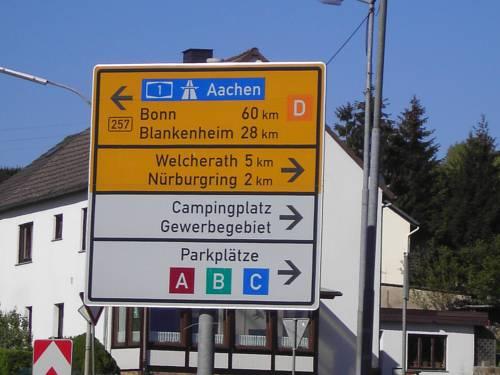 1 Aachen
Bonn 60 km D
257 Blankenheim 28 km
Welcherath 5 km
Nürburgring 2 km
Campingplatz
Gewerbegebiet
Parkplätze
A B C